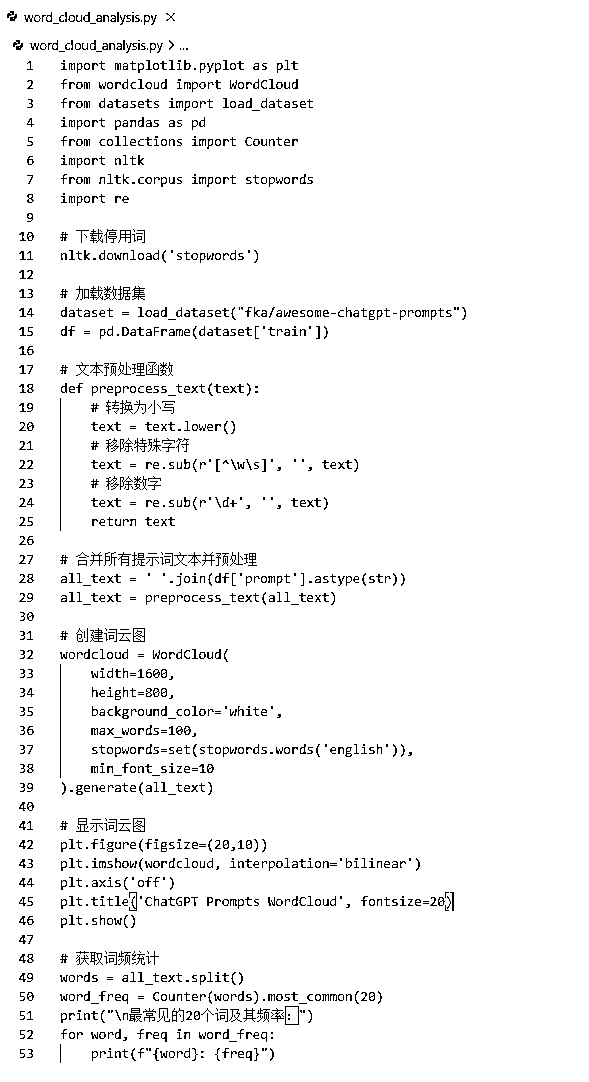 word_cloud_analysis.py ×
word_cloud_analysis.py > ...
1 import matplotlib.pyplot as plt
2 from wordcloud import WordCloud
3 from datasets import load_dataset
4 import pandas as pd
5 from collections import Counter
6 import nltk
7 from nltk.corpus import stopwords
8 import re
9
10 # 下载停用词
11 nltk.download('stopwords')
12
13 # 加载数据集
14 dataset = load_dataset("fka/awesome-chatgpt-prompts")
15 df = pd.DataFrame(dataset['train'])
16
17 # 文本预处理函数
18 def preprocess_text(text):
19     # 转换为小写
20     text = text.lower()
21     # 移除特殊字符
22     text = re.sub(r'[^\w\s]', '', text)
23     # 移除数字
24     text = re.sub(r'\d+', '', text)
25     return text
26
27 # 合并所有提示词文本并预处理
28 all_text = ' '.join(df['prompt'].astype(str))
29 all_text = preprocess_text(all_text)
30
31 # 创建词云图
32 wordcloud = WordCloud(
33     width=1600,
34     height=800,
35     background_color='white',
36     max_words=100,
37     stopwords=set(stopwords.words('english')),
38     min_font_size=10
39 ).generate(all_text)
40
41 # 显示词云图
42 plt.figure(figsize=(20,10))
43 plt.imshow(wordcloud, interpolation='bilinear')
44 plt.axis('off')
45 plt.title('ChatGPT Prompts WordCloud', fontsize=20)
46 plt.show()
47
48 # 获取词频统计
49 words = all_text.split()
50 word_freq = Counter(words).most_common(20)
51 print("\n最常见的20个词及其频率：")
52 for word, freq in word_freq:
53     print(f"{word}: {freq}")